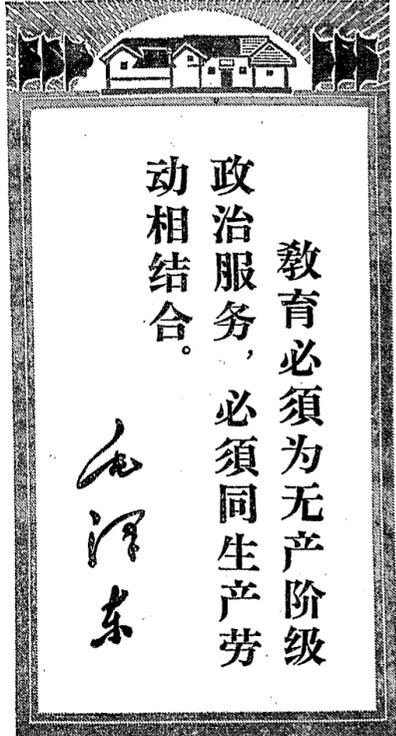 教育必须为无产阶级
政治服务，必须同生产劳
动相结合。
毛泽东